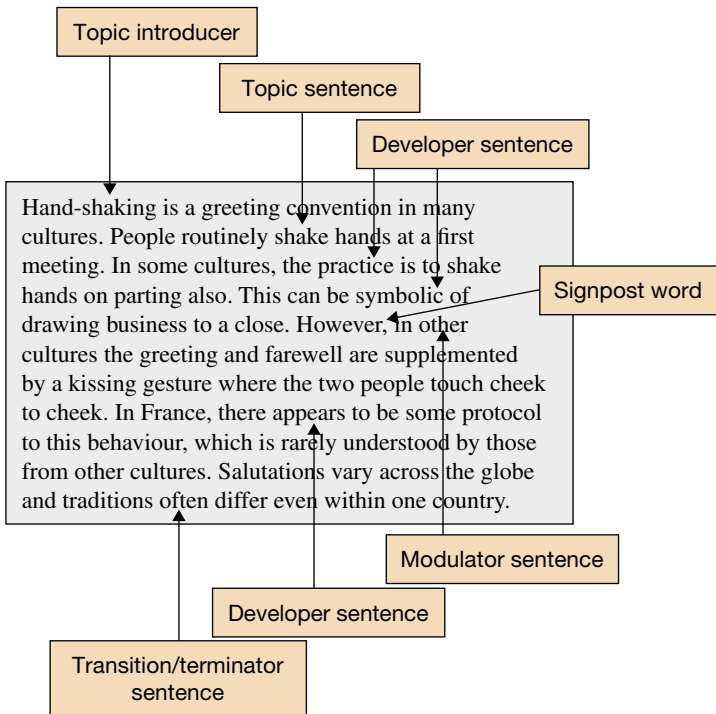 Topic introducer
Topic sentence
Developer sentence
Hand-shaking is a greeting convention in many
cultures. People routinely shake hands at a first
meeting. In some cultures, the practice is to shake
hands on parting also. This can be symbolic of
drawing business to a close. However, in other
cultures the greeting and farewell are supplemented
by a kissing gesture where the two people touch cheek
to cheek. In France, there appears to be some protocol
to this behaviour, which is rarely understood by those
from other cultures. Salutations vary across the globe
and traditions often differ even within one country.
Signpost word
Modulator sentence
Developer sentence
Transition/terminator
sentence